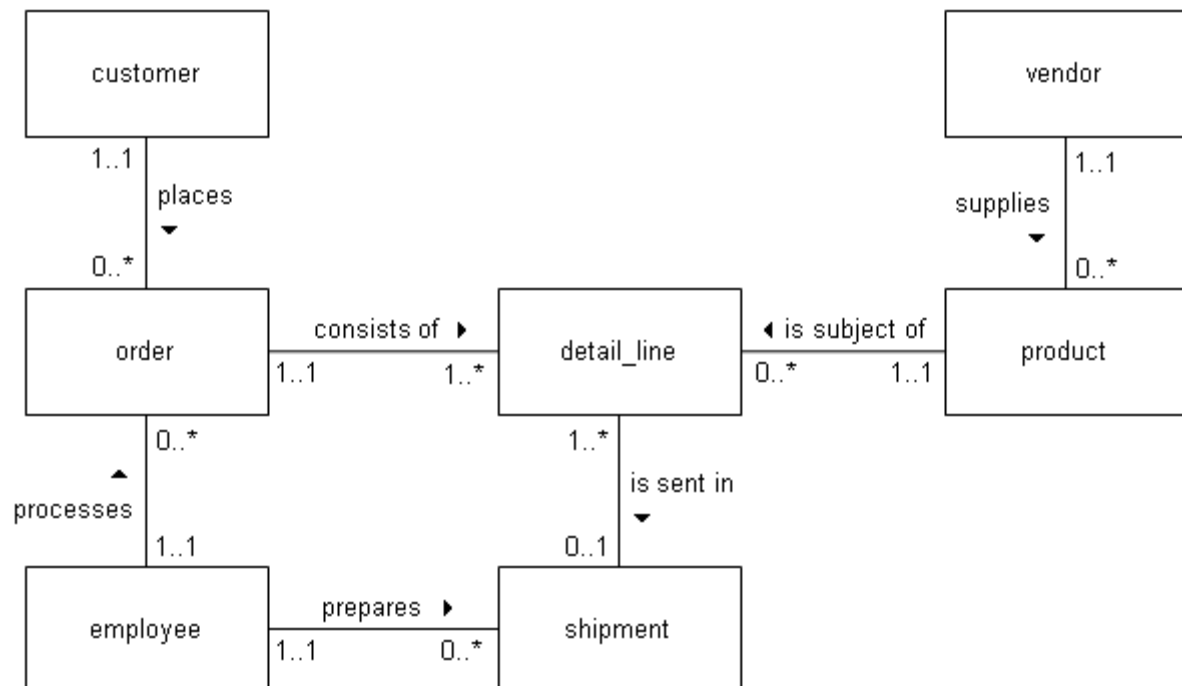 customer
vendor
1..1
1..1
places
supplies
0..*
0..*
order
consists of
1..1
1..*
detail_line
is subject of
0..*
1..1
product
0..*
1..*
processes
is sent in
1..1
0..1
employee
prepares
1..1
0..*
shipment